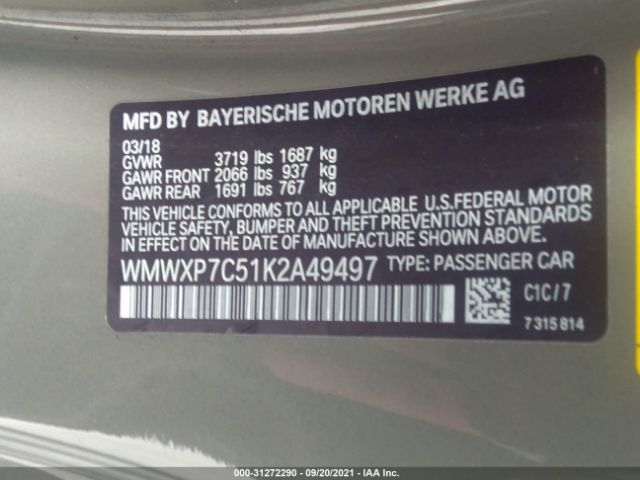 MFD BY BAYERISCHE MOTOREN WERKE AG
03/18
GVWR 3719 lbs 1687 kg
GAWR FRONT 2066 lbs 937 kg
GAWR REAR 1691 lbs 767 kg
THIS VEHICLE CONFORMS TO ALL APPLICABLE U.S.FEDERAL MOTOR
VEHICLE SAFETY, BUMPER AND THEFT PREVENTION STANDARDS
IN EFFECT ON THE DATE OF MANUFACTURE SHOWN ABOVE.
WMWXP7C51K2A49497 TYPE: PASSENGER CAR
C1C/7
7315814
000-31272290 - 09/20/2021 - IAA Inc.